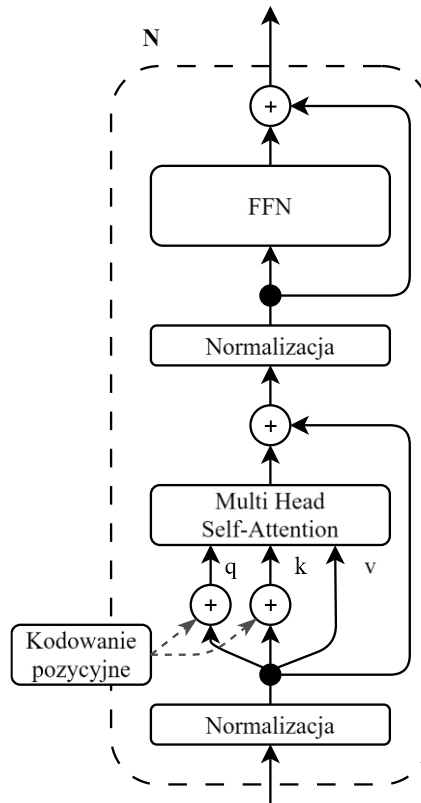 N
+
FFN
Normalizacja
+
Multi Head
Self-Attention
q k v
+ +
Kodowanie
pozycyjne
Normalizacja